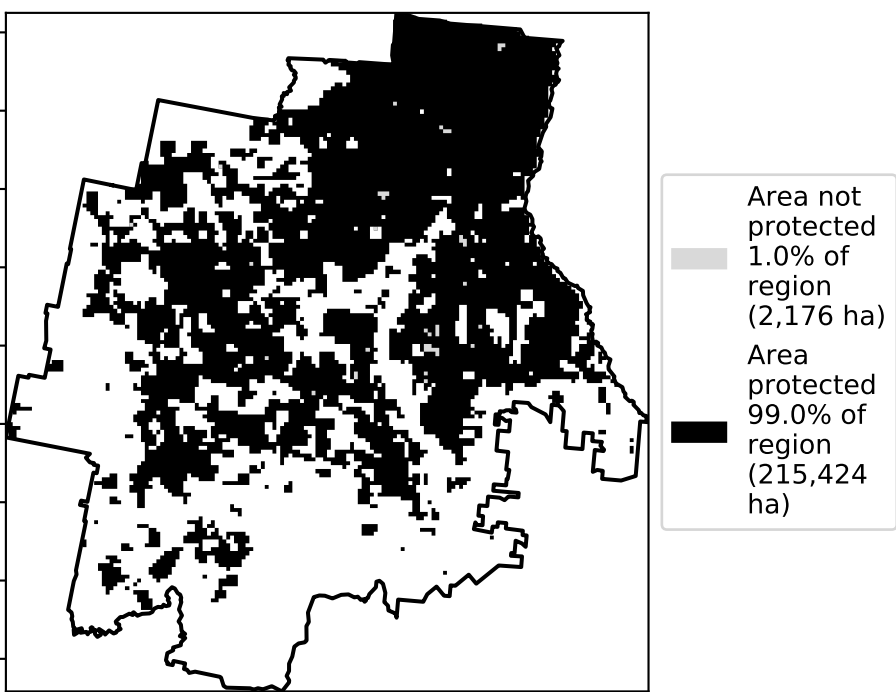 Area not
protected
1.0% of
region
(2,176 ha)
Area
protected
99.0% of
region
(215,424
ha)